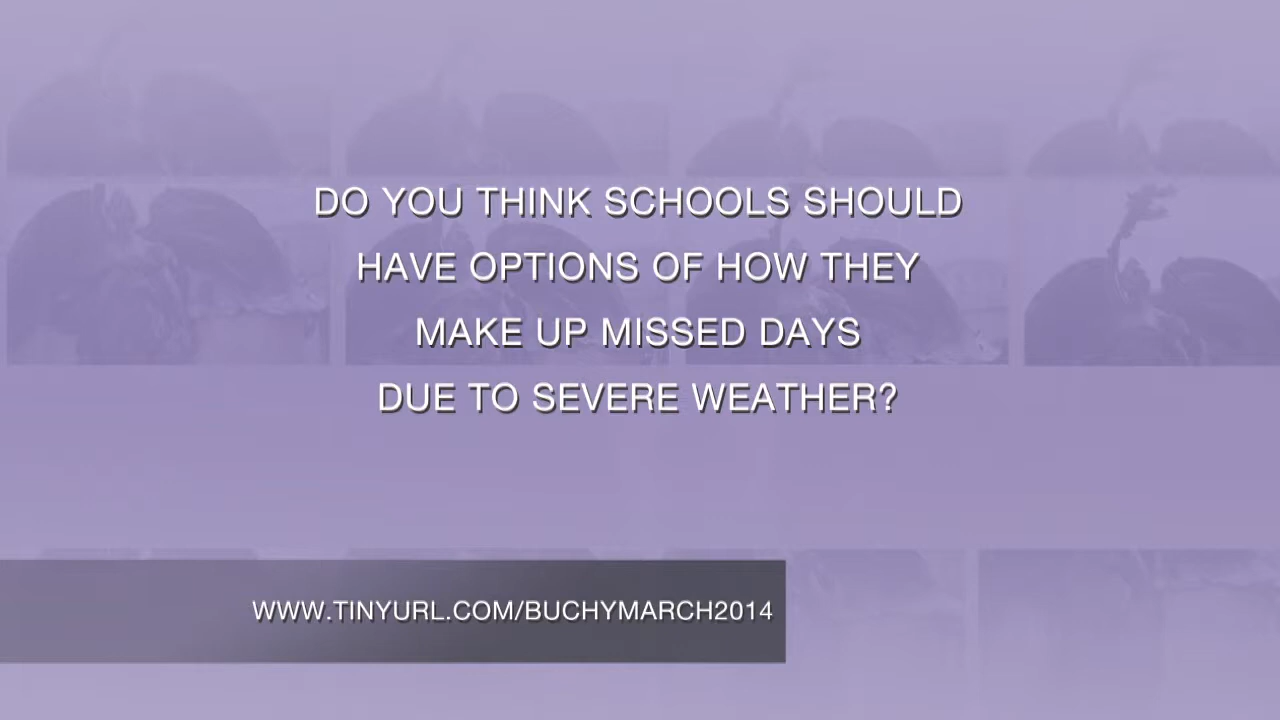 DO YOU THINK SCHOOLS SHOULD
HAVE OPTIONS OF HOW THEY
MAKE UP MISSED DAYS
DUE TO SEVERE WEATHER?
WWW.TINYURL.COM/BUCHYMARCH2014